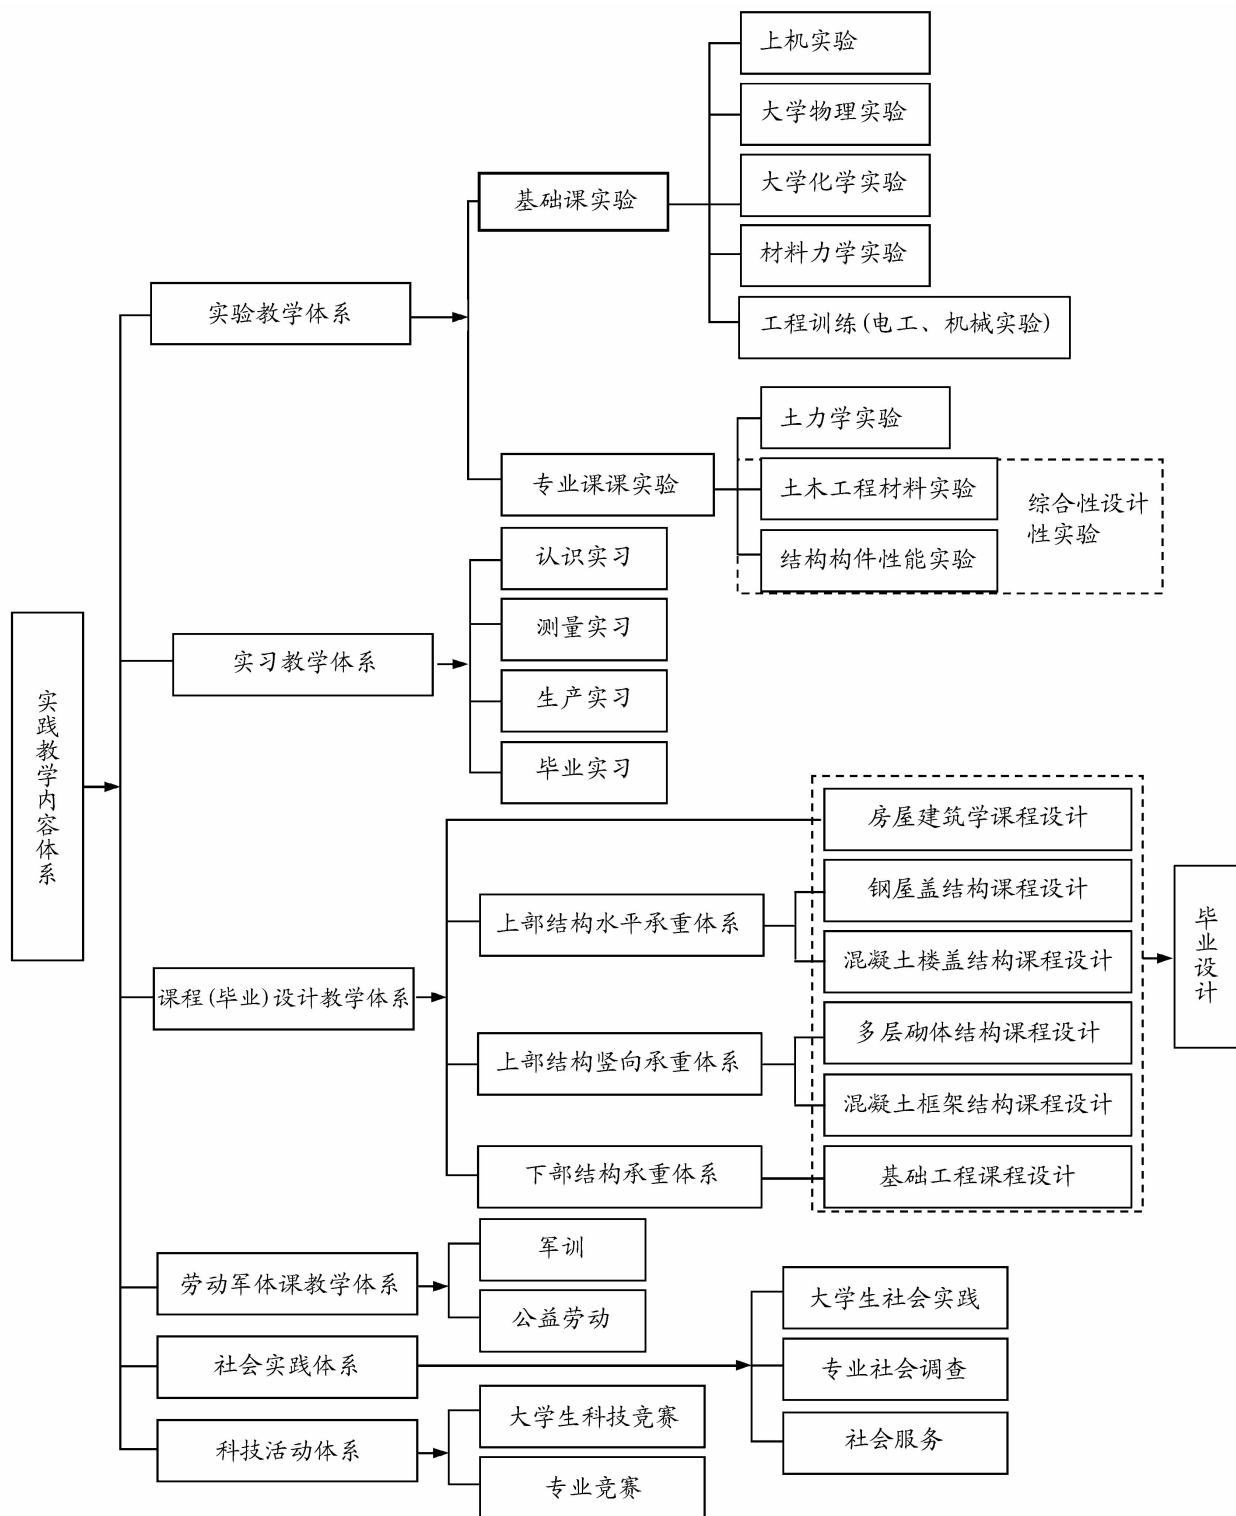 上机实验
大学物理实验
大学化学实验
材料力学实验
工程训练(电工、机械实验)
基础课实验
实验教学体系
土力学实验
土木工程材料实验
结构构件性能实验
综合性设计
性实验
专业课课实验
认识实习
测量实习
生产实习
毕业实习
实习教学体系
实践教学内容体系
房屋建筑学课程设计
钢屋盖结构课程设计
混凝土楼盖结构课程设计
多层砌体结构课程设计
混凝土框架结构课程设计
基础工程课程设计
毕业设计
上部结构水平承重体系
上部结构竖向承重体系
下部结构承重体系
课程(毕业)设计教学体系
军训
公益劳动
劳动军体课教学体系
大学生社会实践
专业社会调查
社会服务
社会实践体系
大学生科技竞赛
专业竞赛
科技活动体系